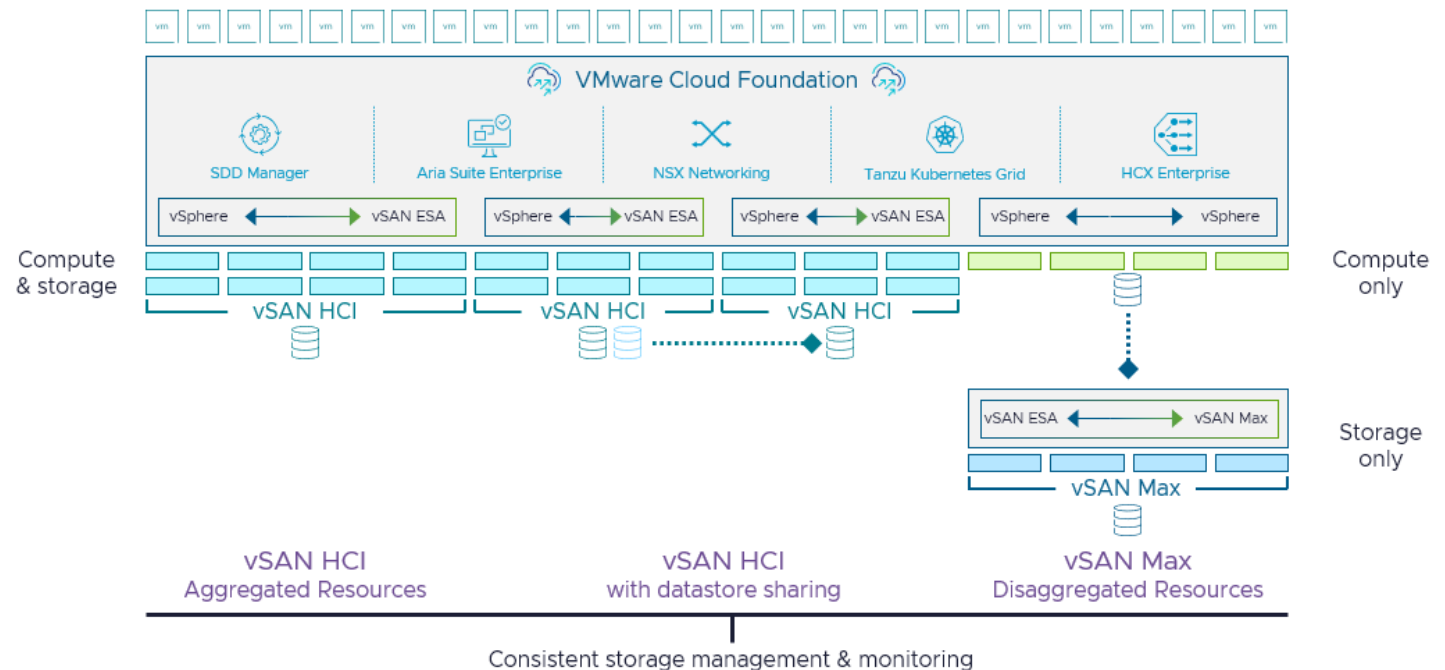 vm vm vm vm vm vm vm vm vm vm vm vm vm vm vm vm vm vm vm vm vm vm vm vm vm vm vm vm
VMware Cloud Foundation
SDD Manager
Aria Suite Enterprise
NSX Networking
Tanzu Kubernetes Grid
HCX Enterprise
vSphere vSAN ESA
vSphere vSAN ESA
vSphere vSAN ESA
vSphere vSphere
Compute
& storage
Compute
only
vSAN HCI
vSAN HCI
vSAN HCI
vSAN ESA vSAN Max
Storage
only
vSAN Max
vSAN HCI
Aggregated Resources
vSAN HCI
with datastore sharing
vSAN Max
Disaggregated Resources
Consistent storage management & monitoring